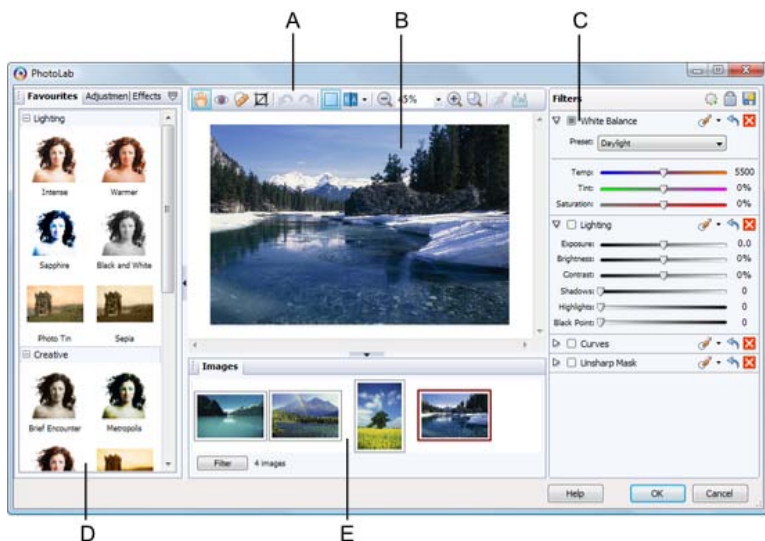 A B C
PhotoLab
Favourites Adjustmen Effects
Lighting
Intense Warmer
Sapphire Black and White
Photo Tin Sepia
Creative
Brief Encounter Metropolis
45%
Images
Filter 4 images
Filters
White Balance
Preset: Daylight
Temp: 5500
Tint: 0%
Saturation: 0%
Lighting
Exposure: 0.0
Brightness: 0%
Contrast: 0%
Shadows: 0
Highlights: 0
Black Point: 0
Curves
Unsharp Mask
Help OK Cancel
D E